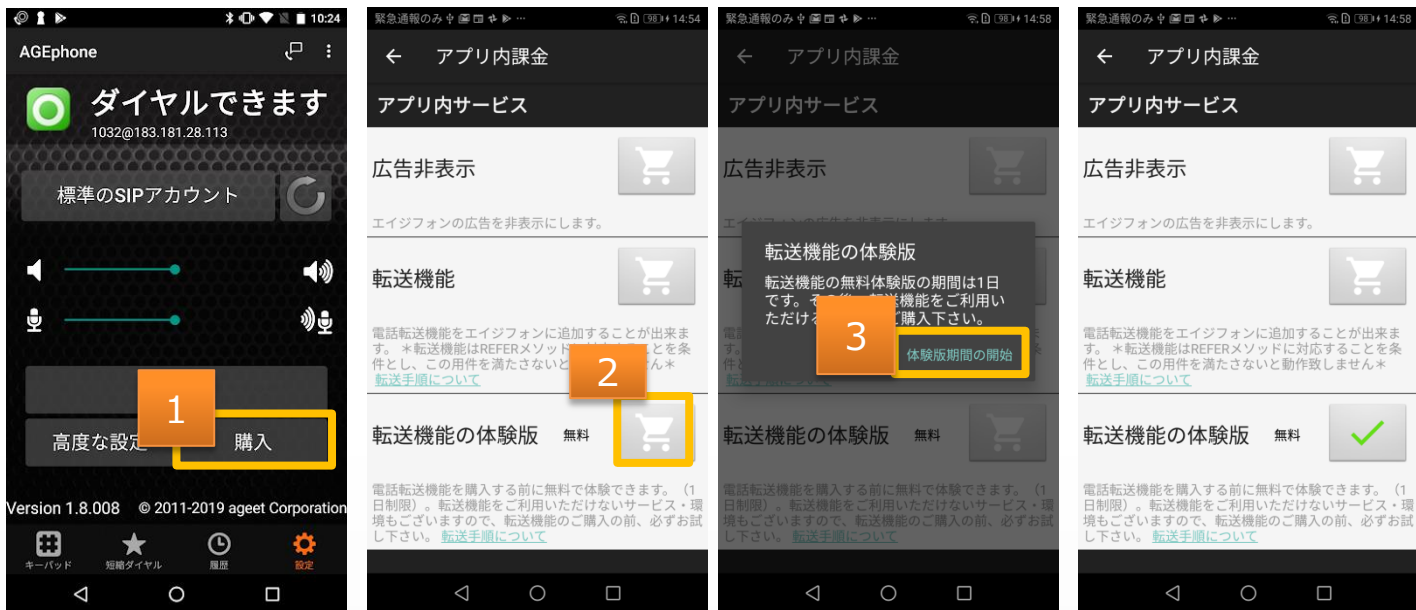 10:24
AGEphone
ダイヤルできます
1032@183.181.28.113
標準のSIPアカウント
1
高度な設定
購入
Version 1.8.008 © 2011-2019 ageet Corporation
キーパッド
短縮ダイヤル
履歴
設定
緊急通報のみ
98
14:54
アプリ内課金
アプリ内サービス
広告非表示
エイジフォンの広告を非表示にします。
転送機能
電話転送機能をエイジフォンに追加することが出来ま
す。 *転送機能はREFERメソッド ことを条
件とし、この用件を満たさないと ん*
転送手順について
2
転送機能の体験版 無料
電話転送機能を購入する前に無料で体験できます。(1
日制限)。転送機能をご利用いただけないサービス・環
境もございますので、転送機能のご購入の前、必ずお試
し下さい。 転送手順について
緊急通報のみ
98
14:58
アプリ内課金
アプリ内サービス
広告非表示
転送機能の体験版
転送機能の無料体験版の期間は1日
です。 機能をご利用い
ただけ ご購入下さい。
3
体験版期間の開始
転送機能の体験版 無料
電話転送機能を購入する前に無料で体験できます。(1
日制限)。転送機能をご利用いただけないサービス・環
境もございますので、転送機能のご購入の前、必ずお試
し下さい。 転送手順について
緊急通報のみ
98
14:58
アプリ内課金
アプリ内サービス
広告非表示
エイジフォンの広告を非表示にします。
転送機能
電話転送機能をエイジフォンに追加することが出来ま
す。 *転送機能はREFERメソッドに対応することを条
件とし、この用件を満たさないと動作致しません*
転送手順について
転送機能の体験版 無料
電話転送機能を購入する前に無料で体験できます。(1
日制限)。転送機能をご利用いただけないサービス・環
境もございますので、転送機能のご購入の前、必ずお試
し下さい。 転送手順について